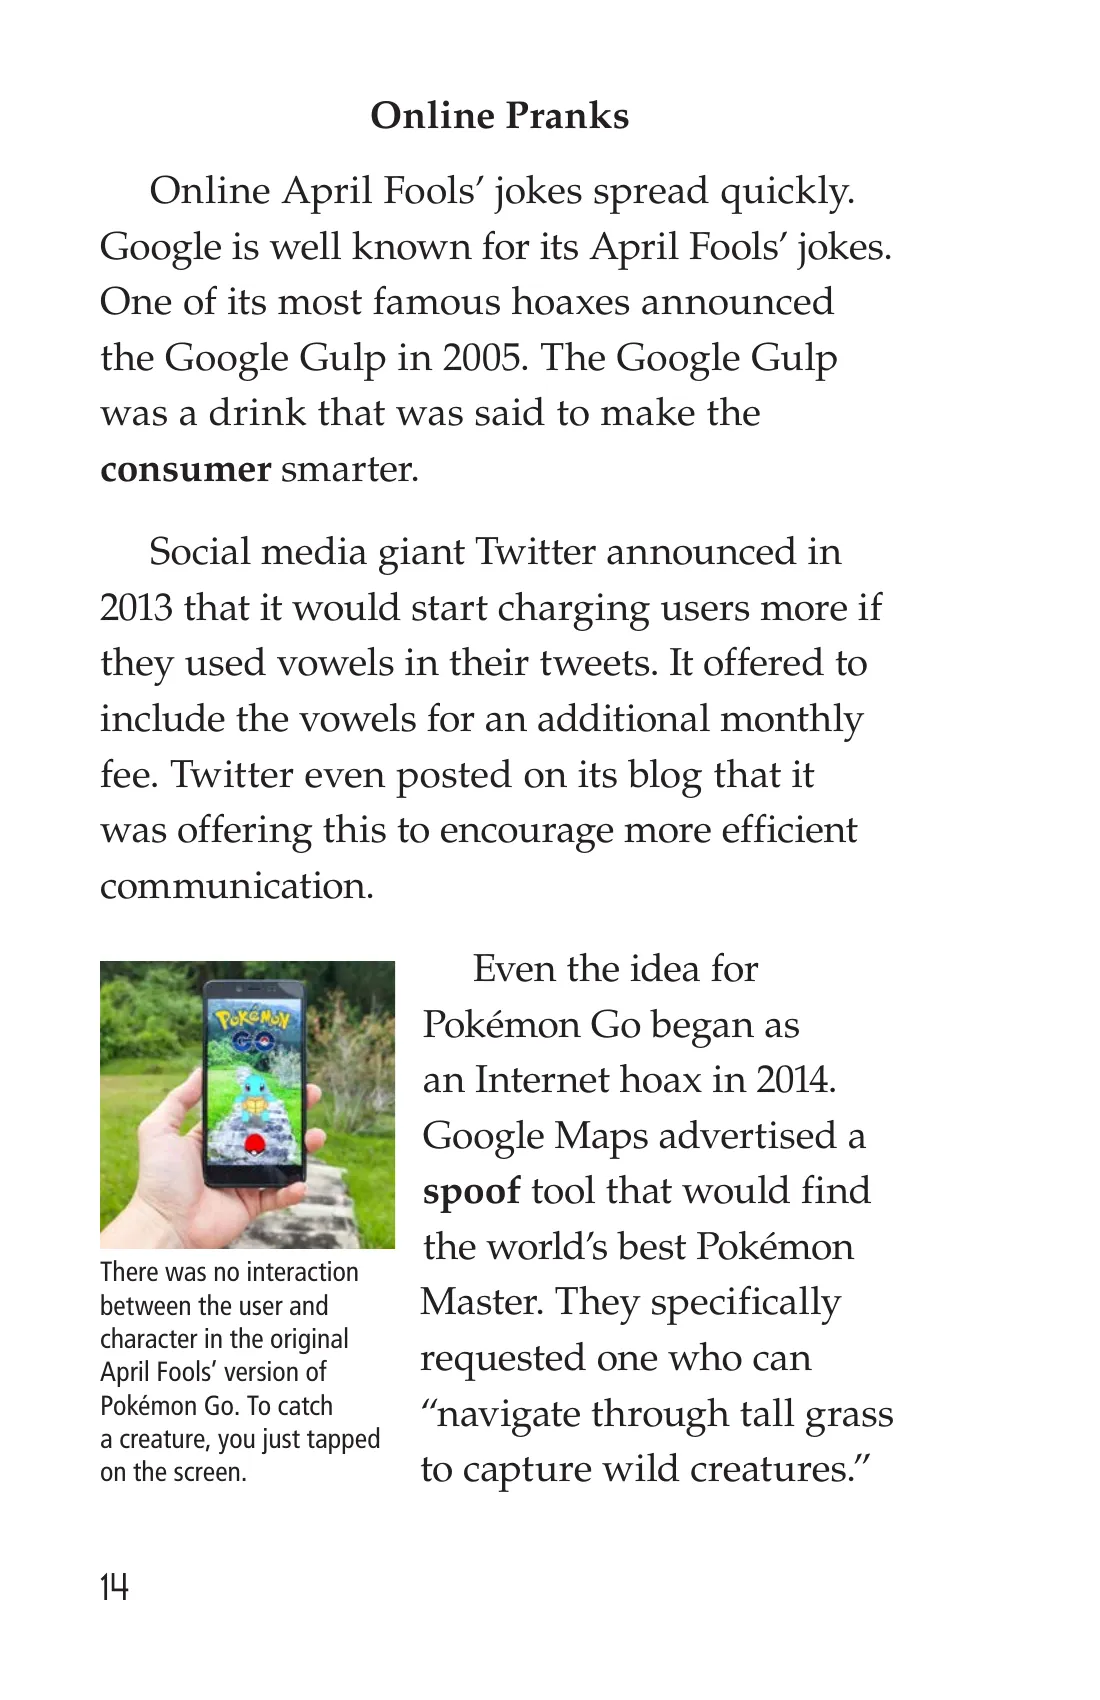 Online Pranks
Online April Fools’ jokes spread quickly.
Google is well known for its April Fools’ jokes.
One of its most famous hoaxes announced
the Google Gulp in 2005. The Google Gulp
was a drink that was said to make the
consumer smarter.
Social media giant Twitter announced in
2013 that it would start charging users more if
they used vowels in their tweets. It offered to
include the vowels for an additional monthly
fee. Twitter even posted on its blog that it
was offering this to encourage more efficient
communication.
POKéMON
GO
There was no interaction
between the user and
character in the original
April Fools’ version of
Pokémon Go. To catch
a creature, you just tapped
on the screen.
Even the idea for
Pokémon Go began as
an Internet hoax in 2014.
Google Maps advertised a
spoof tool that would find
the world’s best Pokémon
Master. They specifically
requested one who can
“navigate through tall grass
to capture wild creatures.”
14